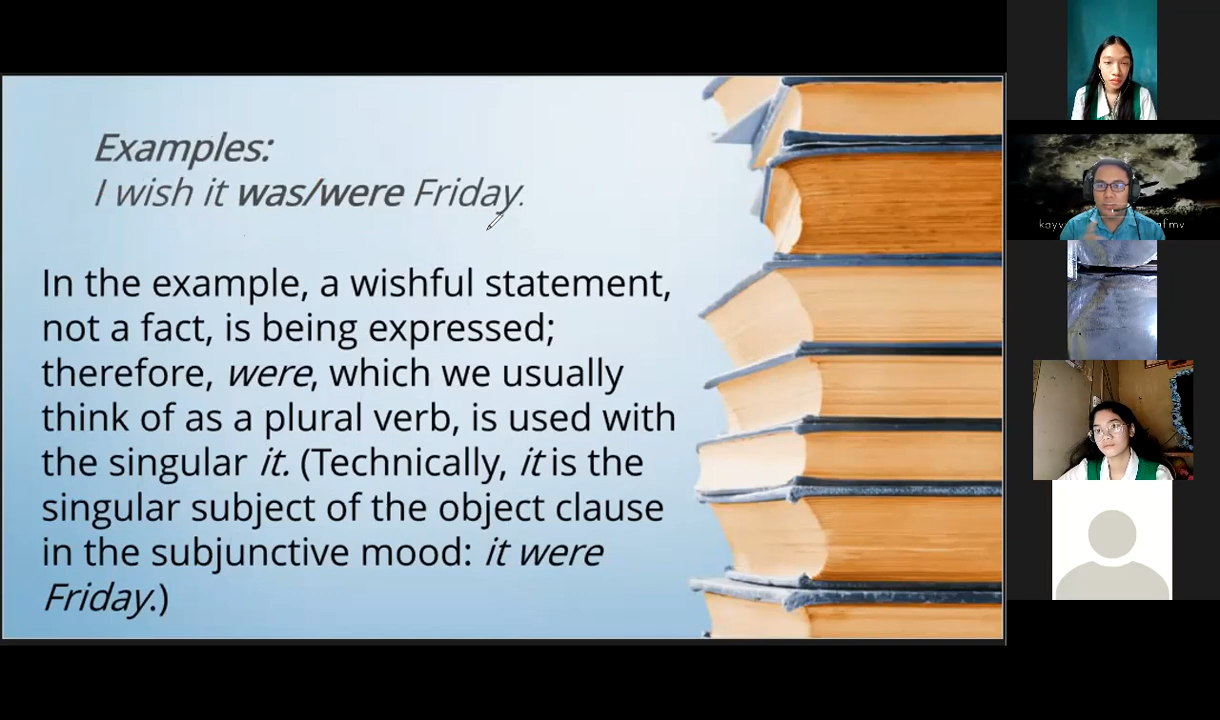 Examples:
I wish it was/were Friday.
In the example, a wishful statement,
not a fact, is being expressed;
therefore, were, which we usually
think of as a plural verb, is used with
the singular it. (Technically, it is the
singular subject of the object clause
in the subjunctive mood: it were
Friday.)